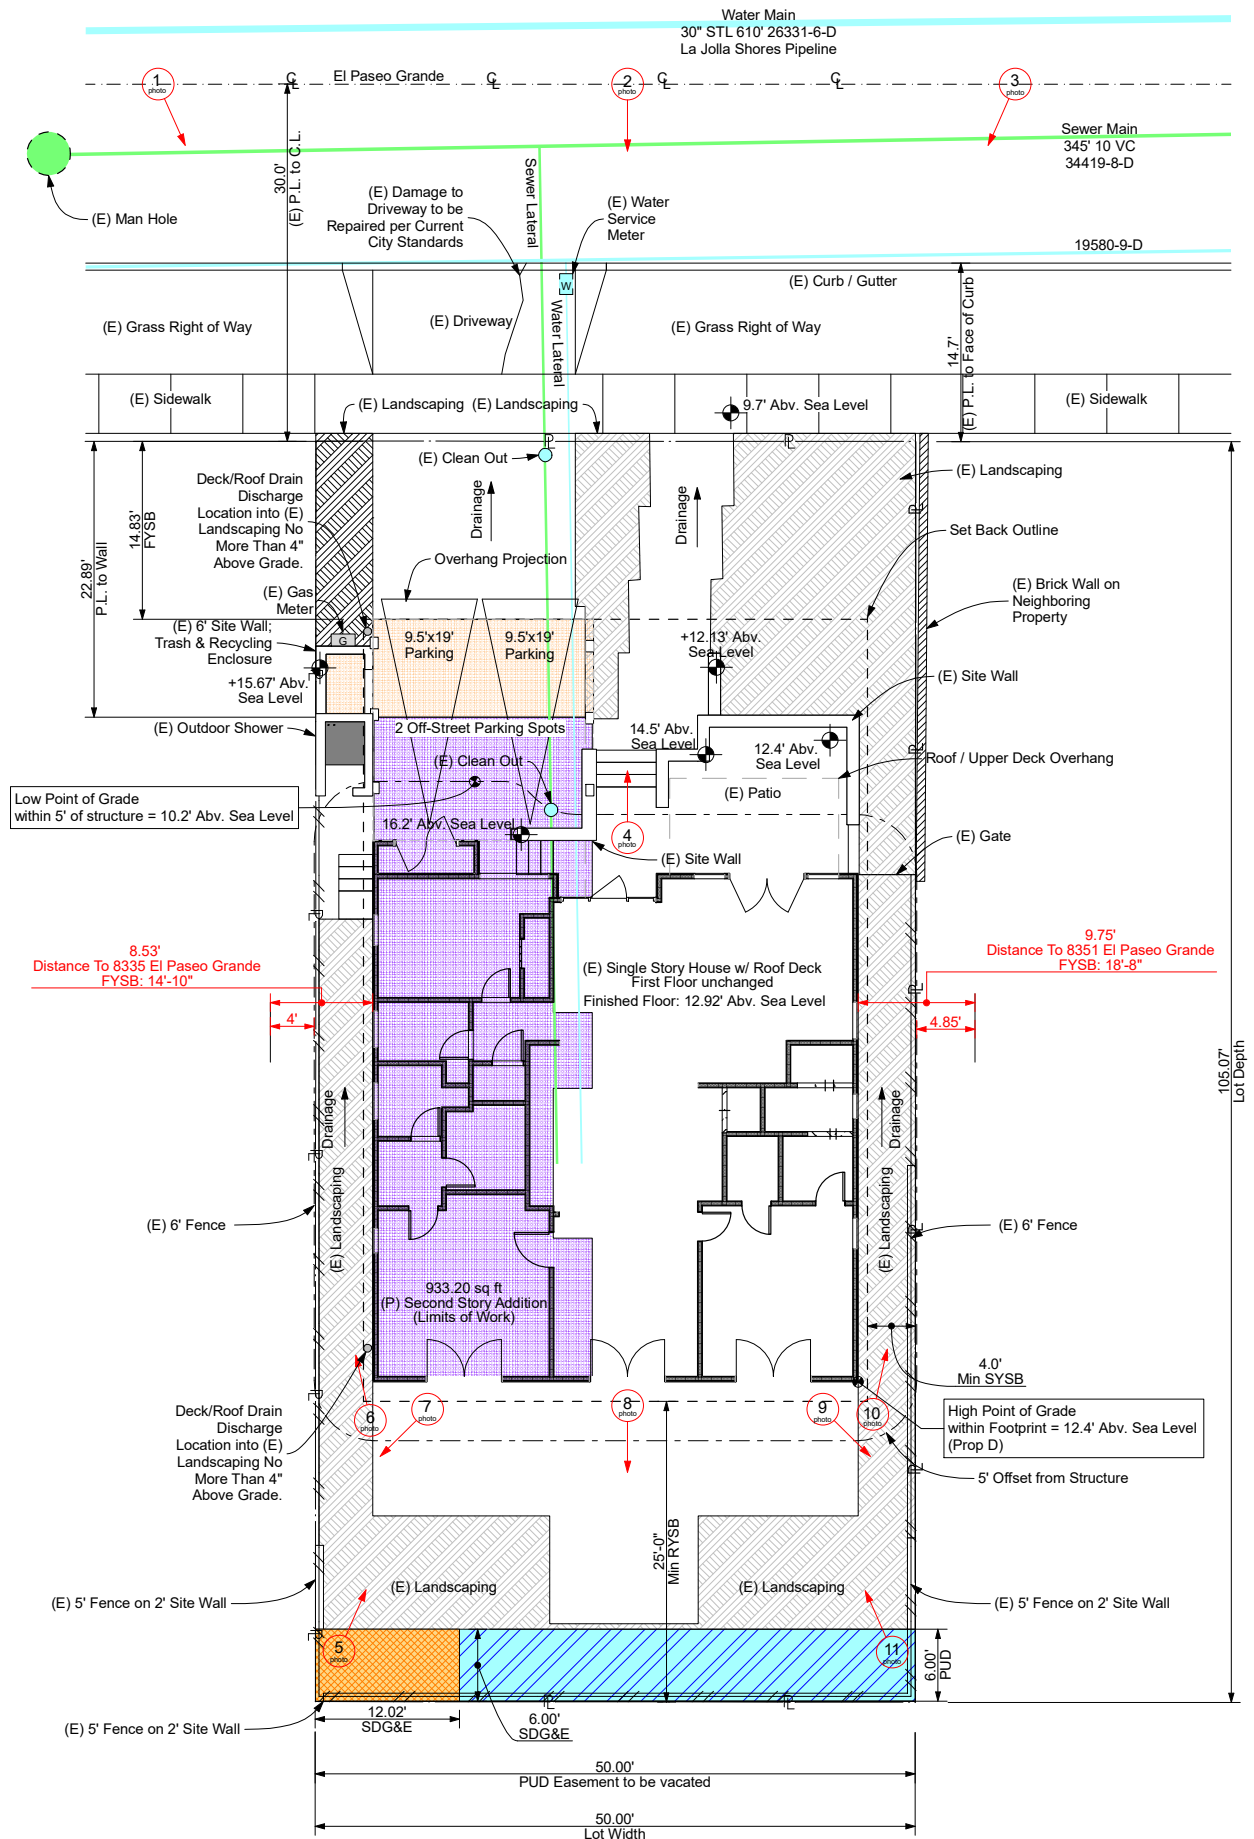 Water Main
30" STL 610' 26331-6-D
La Jolla Shores Pipeline
1
photo
El Paseo Grande
2
photo
3
photo
Sewer Main
345' 10 VC
34419-8-D
30.0'
(E) P.L. to C.L.
(E) Man Hole
(E) Damage to
Driveway to be
Repaired per Current
City Standards
Sewer Lateral
(E) Water
Service
Meter
19580-9-D
W
(E) Curb / Gutter
(E) Grass Right of Way
(E) Driveway
Water Lateral
(E) Grass Right of Way
14.7'
(E) P.L. to Face of Curb
(E) Sidewalk
(E) Landscaping
(E) Landscaping
9.7' Abv. Sea Level
(E) Sidewalk
(E) Clean Out
(E) Landscaping
22.89'
P.L. to Wall
14.83'
FYSB
Deck/Roof Drain
Discharge
Location into (E)
Landscaping No
More Than 4"
Above Grade.
Drainage
Drainage
Set Back Outline
Overhang Projection
(E) Gas
Meter
(E) Brick Wall on
Neighboring
Property
(E) 6' Site Wall;
Trash & Recycling
Enclosure
G
9.5'x19'
Parking
9.5'x19'
Parking
+12.13' Abv.
Sea Level
+15.67' Abv.
Sea Level
(E) Site Wall
(E) Outdoor Shower
2 Off-Street Parking Spots
14.5' Abv.
Sea Level
12.4' Abv.
Sea Level
(E) Clean Out
Roof / Upper Deck Overhang
(E) Patio
Low Point of Grade
within 5' of structure = 10.2' Abv. Sea Level
16.2' Abv. Sea Level
4
photo
(E) Gate
(E) Site Wall
8.53'
Distance To 8335 El Paseo Grande
FYSB: 14'-10"
4'
(E) Single Story House w/ Roof Deck
First Floor unchanged
Finished Floor: 12.92' Abv. Sea Level
9.75'
Distance To 8351 El Paseo Grande
FYSB: 18'-8"
4.85'
105.07'
Lot Depth
Drainage
Drainage
(E) Landscaping
(E) Landscaping
(E) 6' Fence
(E) 6' Fence
933.20 sq ft
(P) Second Story Addition
(Limits of Work)
4.0'
Min SYSB
6
photo
7
photo
8
photo
9
photo
10
photo
Deck/Roof Drain
Discharge
Location into (E)
Landscaping No
More Than 4"
Above Grade.
High Point of Grade
within Footprint = 12.4' Abv. Sea Level
(Prop D)
5' Offset from Structure
25'-0"
Min RYSB
(E) Landscaping
(E) Landscaping
(E) 5' Fence on 2' Site Wall
(E) 5' Fence on 2' Site Wall
5
photo
11
photo
6.00'
PUD
(E) 5' Fence on 2' Site Wall
12.02'
SDG&E
6.00'
SDG&E
50.00'
PUD Easement to be vacated
50.00'
Lot Width